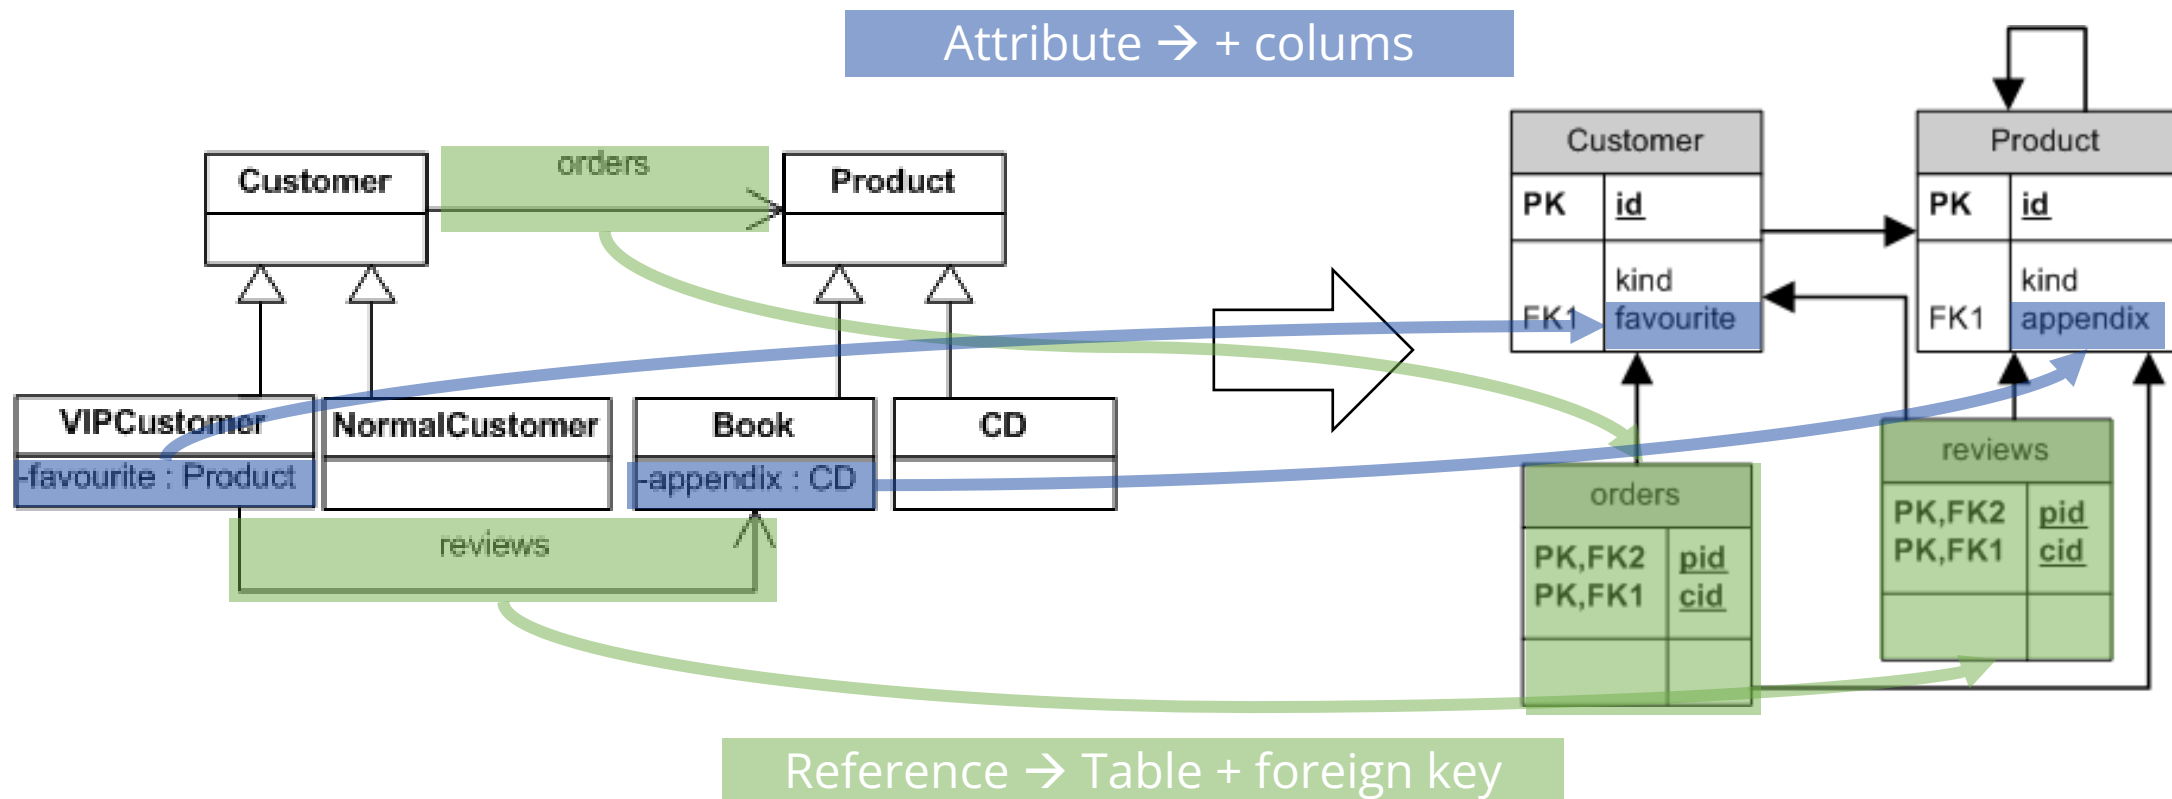 Attribute → + colums
Customer
orders
Product
VIPCustomer
-favourite : Product
NormalCustomer
Book
-appendix : CD
CD
reviews
Customer
PK id
kind
FK1 favourite
Product
PK id
kind
FK1 appendix
orders
PK,FK2 pid
PK,FK1 cid
reviews
PK,FK2 pid
PK,FK1 cid
Reference → Table + foreign key